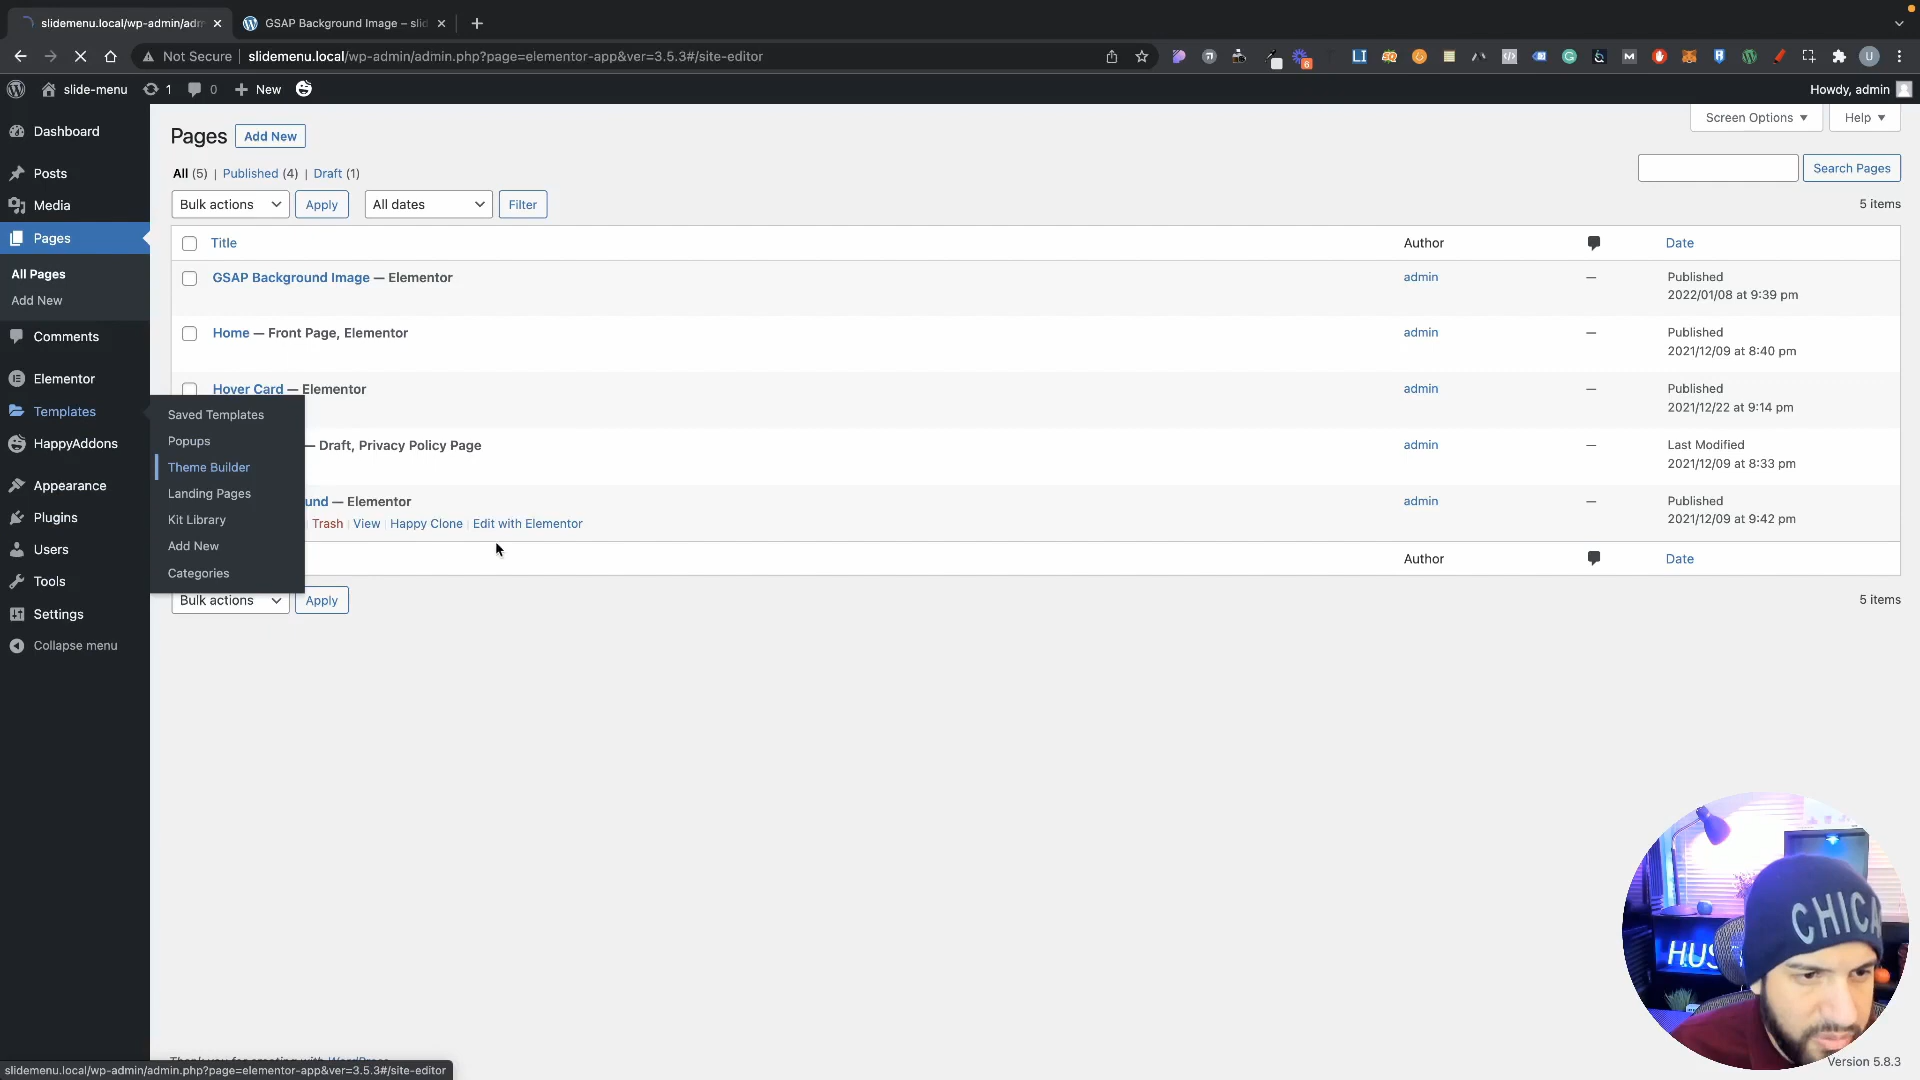 slidemenu.local/wp-admin/adm
GSAP Background Image – slid
Not Secure
slidemenu.local/wp-admin/admin.php?page=elementor-app&ver=3.5.3#/site-editor
6
LI
M
U
slide-menu
1
0
New
Howdy, admin
Dashboard
Posts
Media
Pages
All Pages
Add New
Comments
Elementor
Templates
HappyAddons
Appearance
Plugins
Users
Tools
Settings
Collapse menu
Saved Templates
Popups
Theme Builder
Landing Pages
Kit Library
Add New
Categories
Pages
Add New
Screen Options
Help
All (5) | Published (4) | Draft (1)
Search Pages
Bulk actions
Apply
All dates
Filter
5 items
Title
Author
Date
GSAP Background Image — Elementor
admin
—
Published
2022/01/08 at 9:39 pm
Home — Front Page, Elementor
admin
—
Published
2021/12/09 at 8:40 pm
Hover Card — Elementor
admin
—
Published
2021/12/22 at 9:14 pm
— Draft, Privacy Policy Page
admin
—
Last Modified
2021/12/09 at 8:33 pm
und — Elementor
admin
—
Published
2021/12/09 at 9:42 pm
Trash | View | Happy Clone | Edit with Elementor
Author
Date
Bulk actions
Apply
5 items
CHICA
HUS
Version 5.8.3
slidemenu.local/wp-admin/admin.php?page=elementor-app&ver=3.5.3#/site-editor